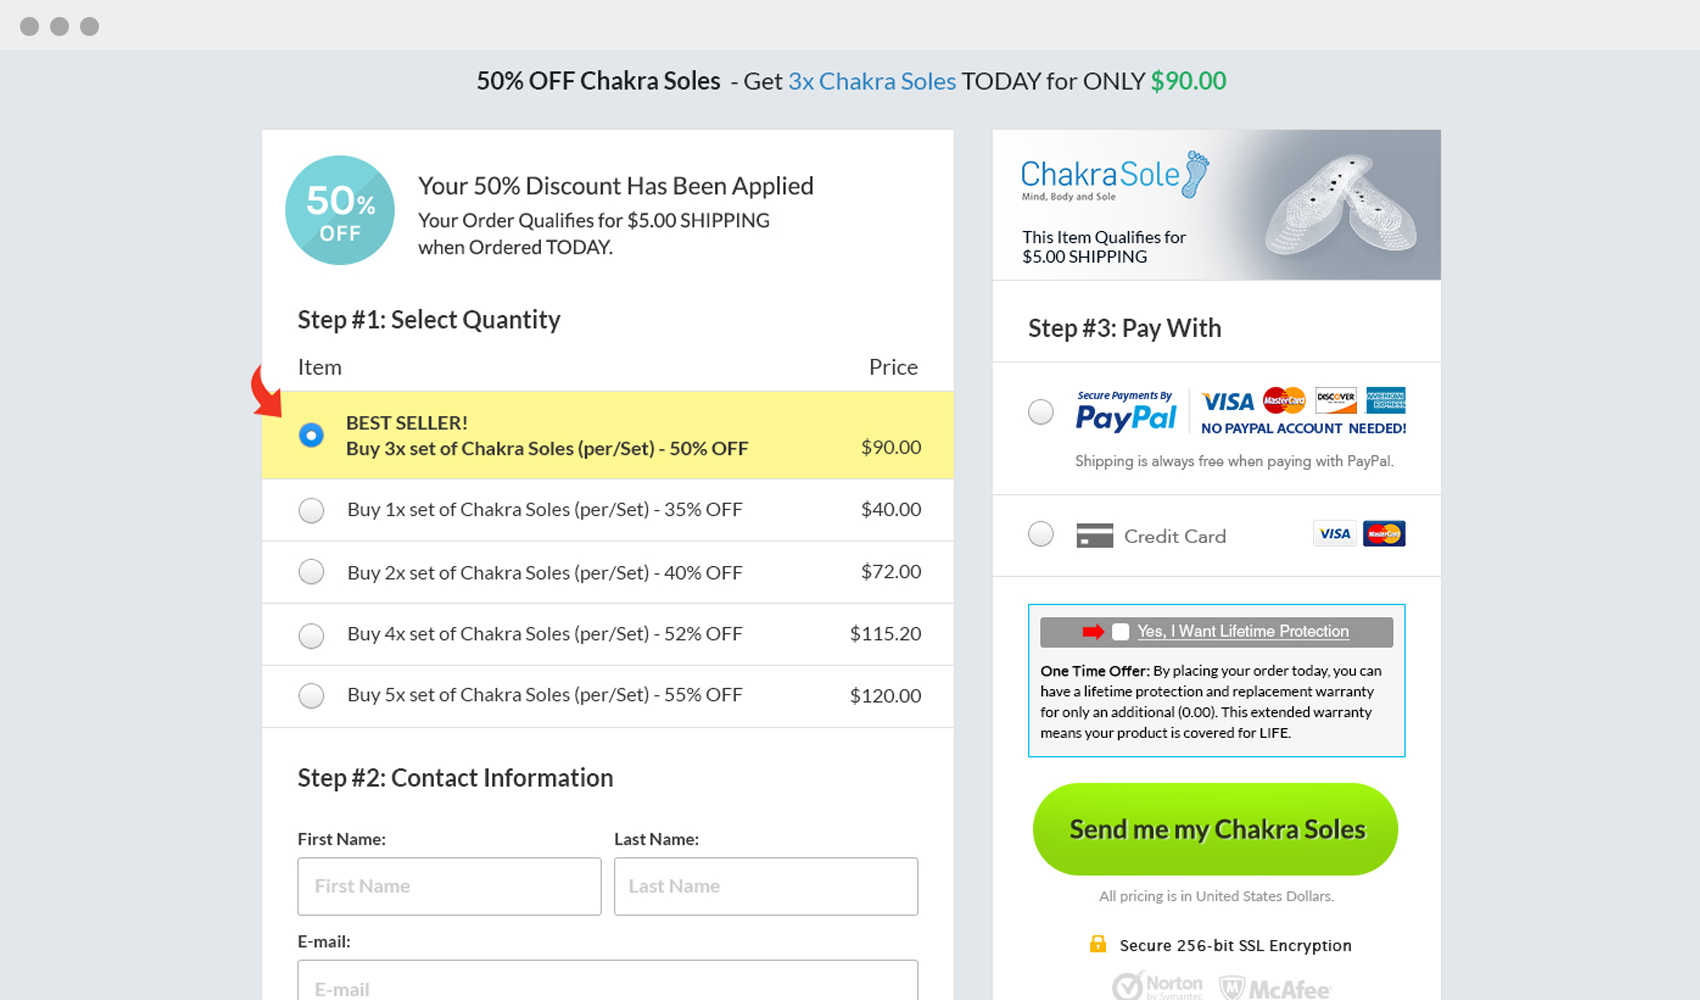 50% OFF Chakra Soles - Get 3x Chakra Soles TODAY for ONLY $90.00
50%
OFF
Your 50% Discount Has Been Applied
Your Order Qualifies for $5.00 SHIPPING
when Ordered TODAY.
Step #1: Select Quantity
Item Price
BEST SELLER!
Buy 3x set of Chakra Soles (per/Set) - 50% OFF $90.00
Buy 1x set of Chakra Soles (per/Set) - 35% OFF $40.00
Buy 2x set of Chakra Soles (per/Set) - 40% OFF $72.00
Buy 4x set of Chakra Soles (per/Set) - 52% OFF $115.20
Buy 5x set of Chakra Soles (per/Set) - 55% OFF $120.00
Step #2: Contact Information
First Name: Last Name:
First Name Last Name
E-mail:
E-mail
ChakraSole
Mind, Body and Sole
This Item Qualifies for
$5.00 SHIPPING
Step #3: Pay With
Secure Payments By
PayPal
VISA MasterCard DISCOVER AMERICAN EXPRESS
NO PAYPAL ACCOUNT NEEDED!
Shipping is always free when paying with PayPal.
Credit Card VISA MasterCard
Yes, I Want Lifetime Protection
One Time Offer: By placing your order today, you can
have a lifetime protection and replacement warranty
for only an additional (0.00). This extended warranty
means your product is covered for LIFE.
Send me my Chakra Soles
All pricing is in United States Dollars.
Secure 256-bit SSL Encryption
Norton
by Symantec
McAfee